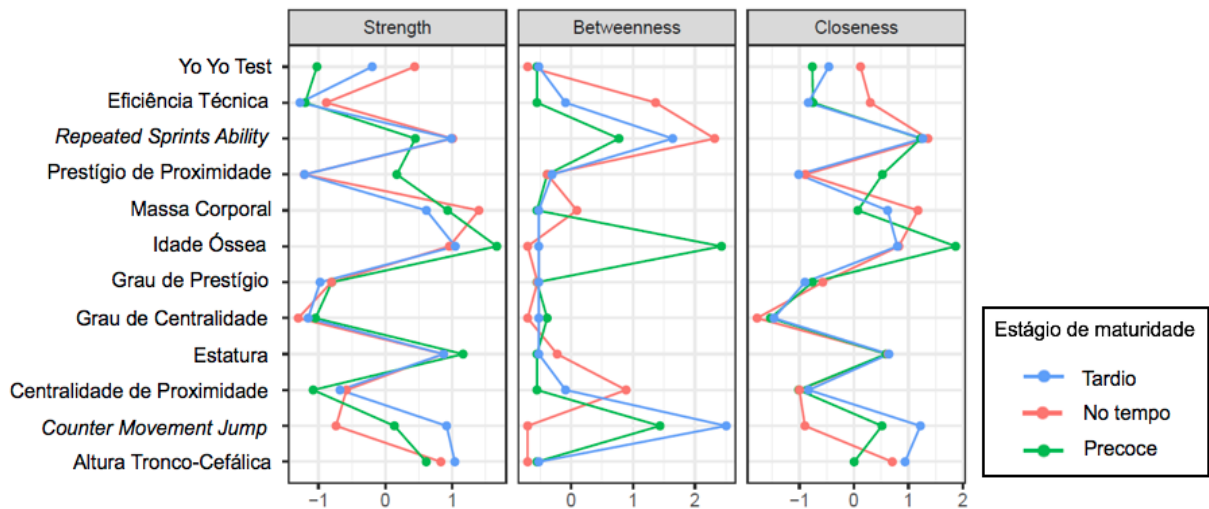 Strength Betweenness Closeness
Yo Yo Test
Eficiência Técnica
Repeated Sprints Ability
Prestígio de Proximidade
Massa Corporal
Idade Óssea
Grau de Prestígio
Grau de Centralidade
Estatura
Centralidade de Proximidade
Counter Movement Jump
Altura Tronco-Cefálica
−1 0 1 0 1 2 −1 0 1 2
Estágio de maturidade
Tardio
No tempo
Precoce